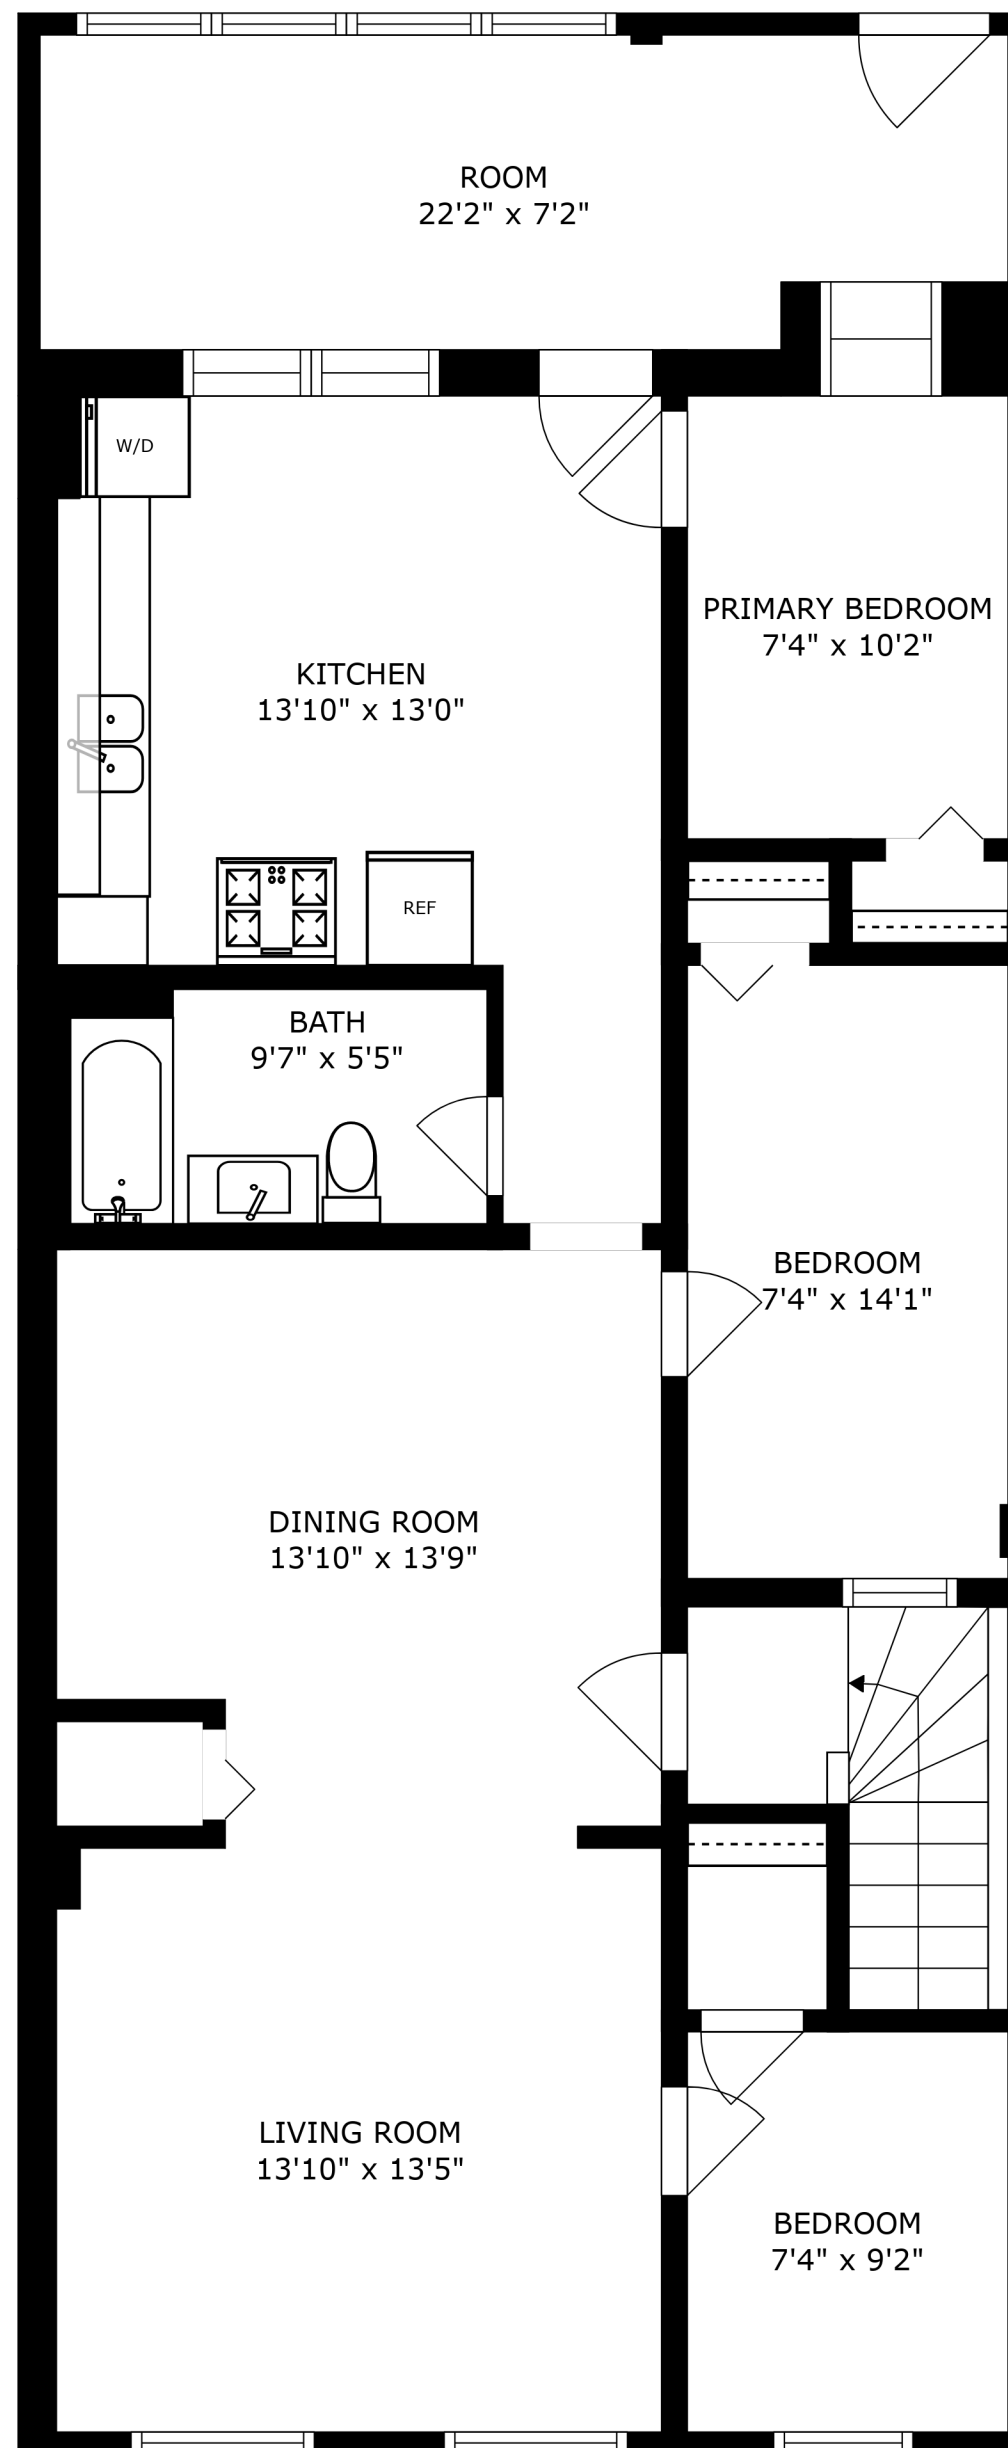 ROOM
22'2" x 7'2"
W/D
PRIMARY BEDROOM
7'4" x 10'2"
KITCHEN
13'10" x 13'0"
REF
BATH
9'7" x 5'5"
BEDROOM
7'4" x 14'1"
DINING ROOM
13'10" x 13'9"
LIVING ROOM
13'10" x 13'5"
BEDROOM
7'4" x 9'2"